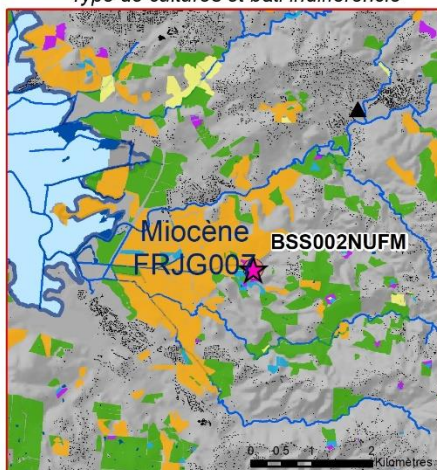 Type de cultures et bâti indifférencié
Miocène
FRJG007
BSS002NUFM
0 0,5 1 2
Kilomètres